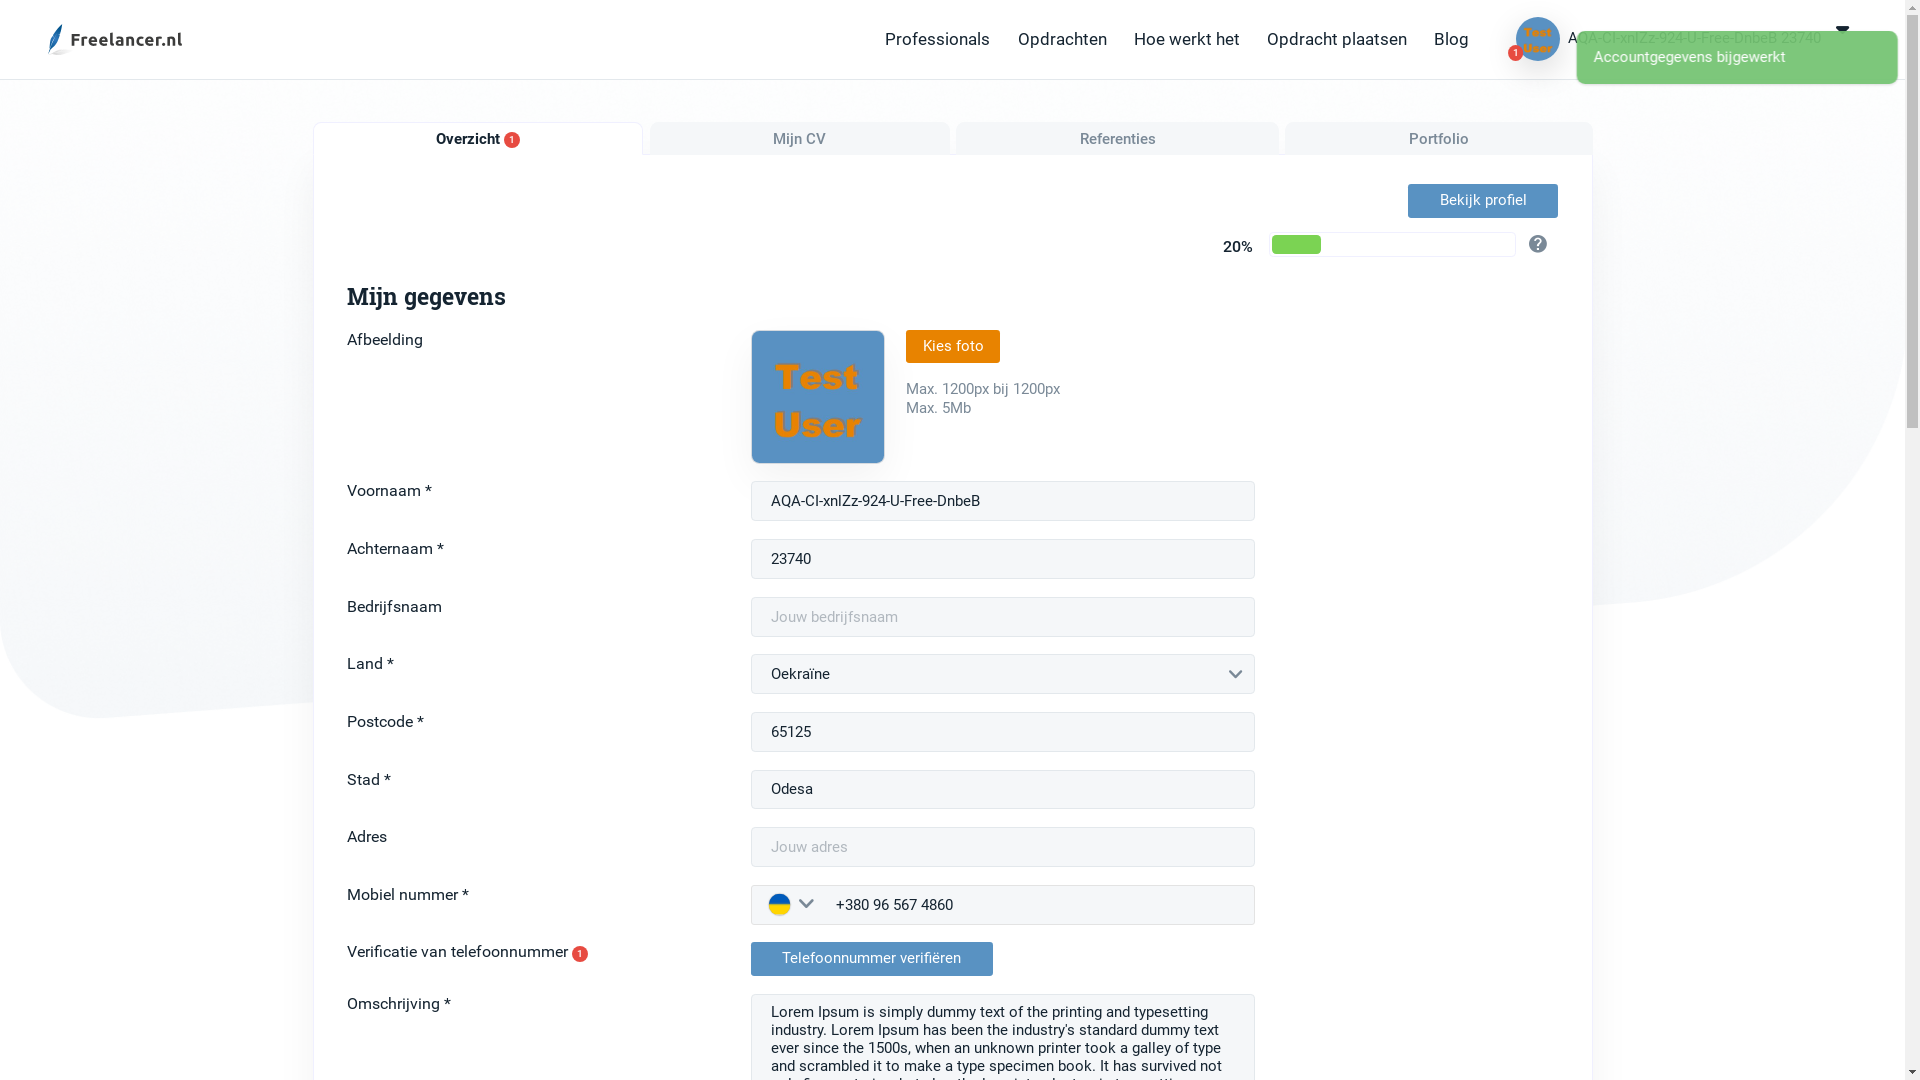 Freelancer.nl
Professionals
Opdrachten
Hoe werkt het
Opdracht plaatsen
Blog
Test
User
1
AQA-CI-xnlZz-924-U-Free-DnbeB 23740
Accountgegevens bijgewerkt
Overzicht 1
Mijn CV
Referenties
Portfolio
Bekijk profiel
20%
?
Mijn gegevens
Afbeelding
Test
User
Kies foto
Max. 1200px bij 1200px
Max. 5Mb
Voornaam *
AQA-CI-xnlZz-924-U-Free-DnbeB
Achternaam *
23740
Bedrijfsnaam
Jouw bedrijfsnaam
Land *
Oekraïne
Postcode *
65125
Stad *
Odesa
Adres
Jouw adres
Mobiel nummer *
+380 96 567 4860
Verificatie van telefoonnummer 1
Telefoonnummer verifiëren
Omschrijving *
Lorem Ipsum is simply dummy text of the printing and typesetting
industry. Lorem Ipsum has been the industry's standard dummy text
ever since the 1500s, when an unknown printer took a galley of type
and scrambled it to make a type specimen book. It has survived not